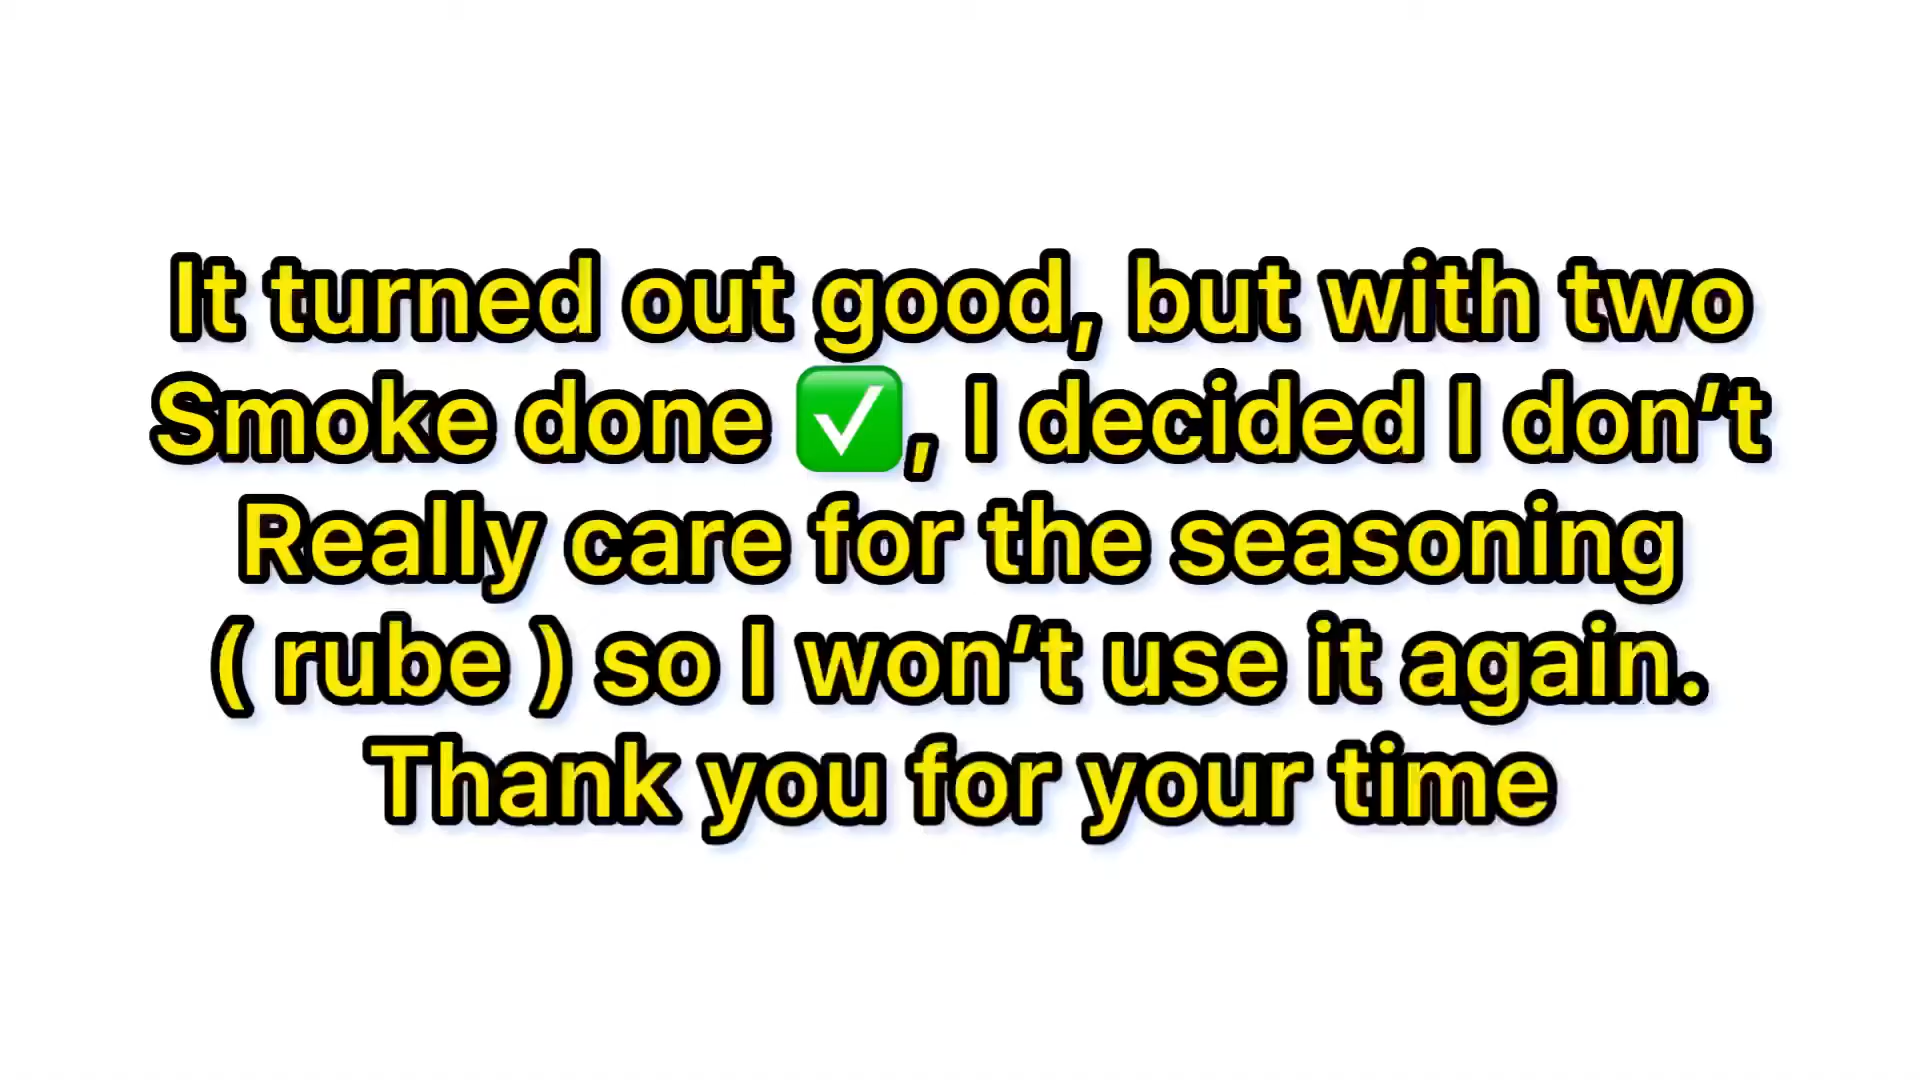 It turned out good, but with two
Smoke done ✅, I decided I don’t
Really care for the seasoning
( rube ) so I won’t use it again.
Thank you for your time